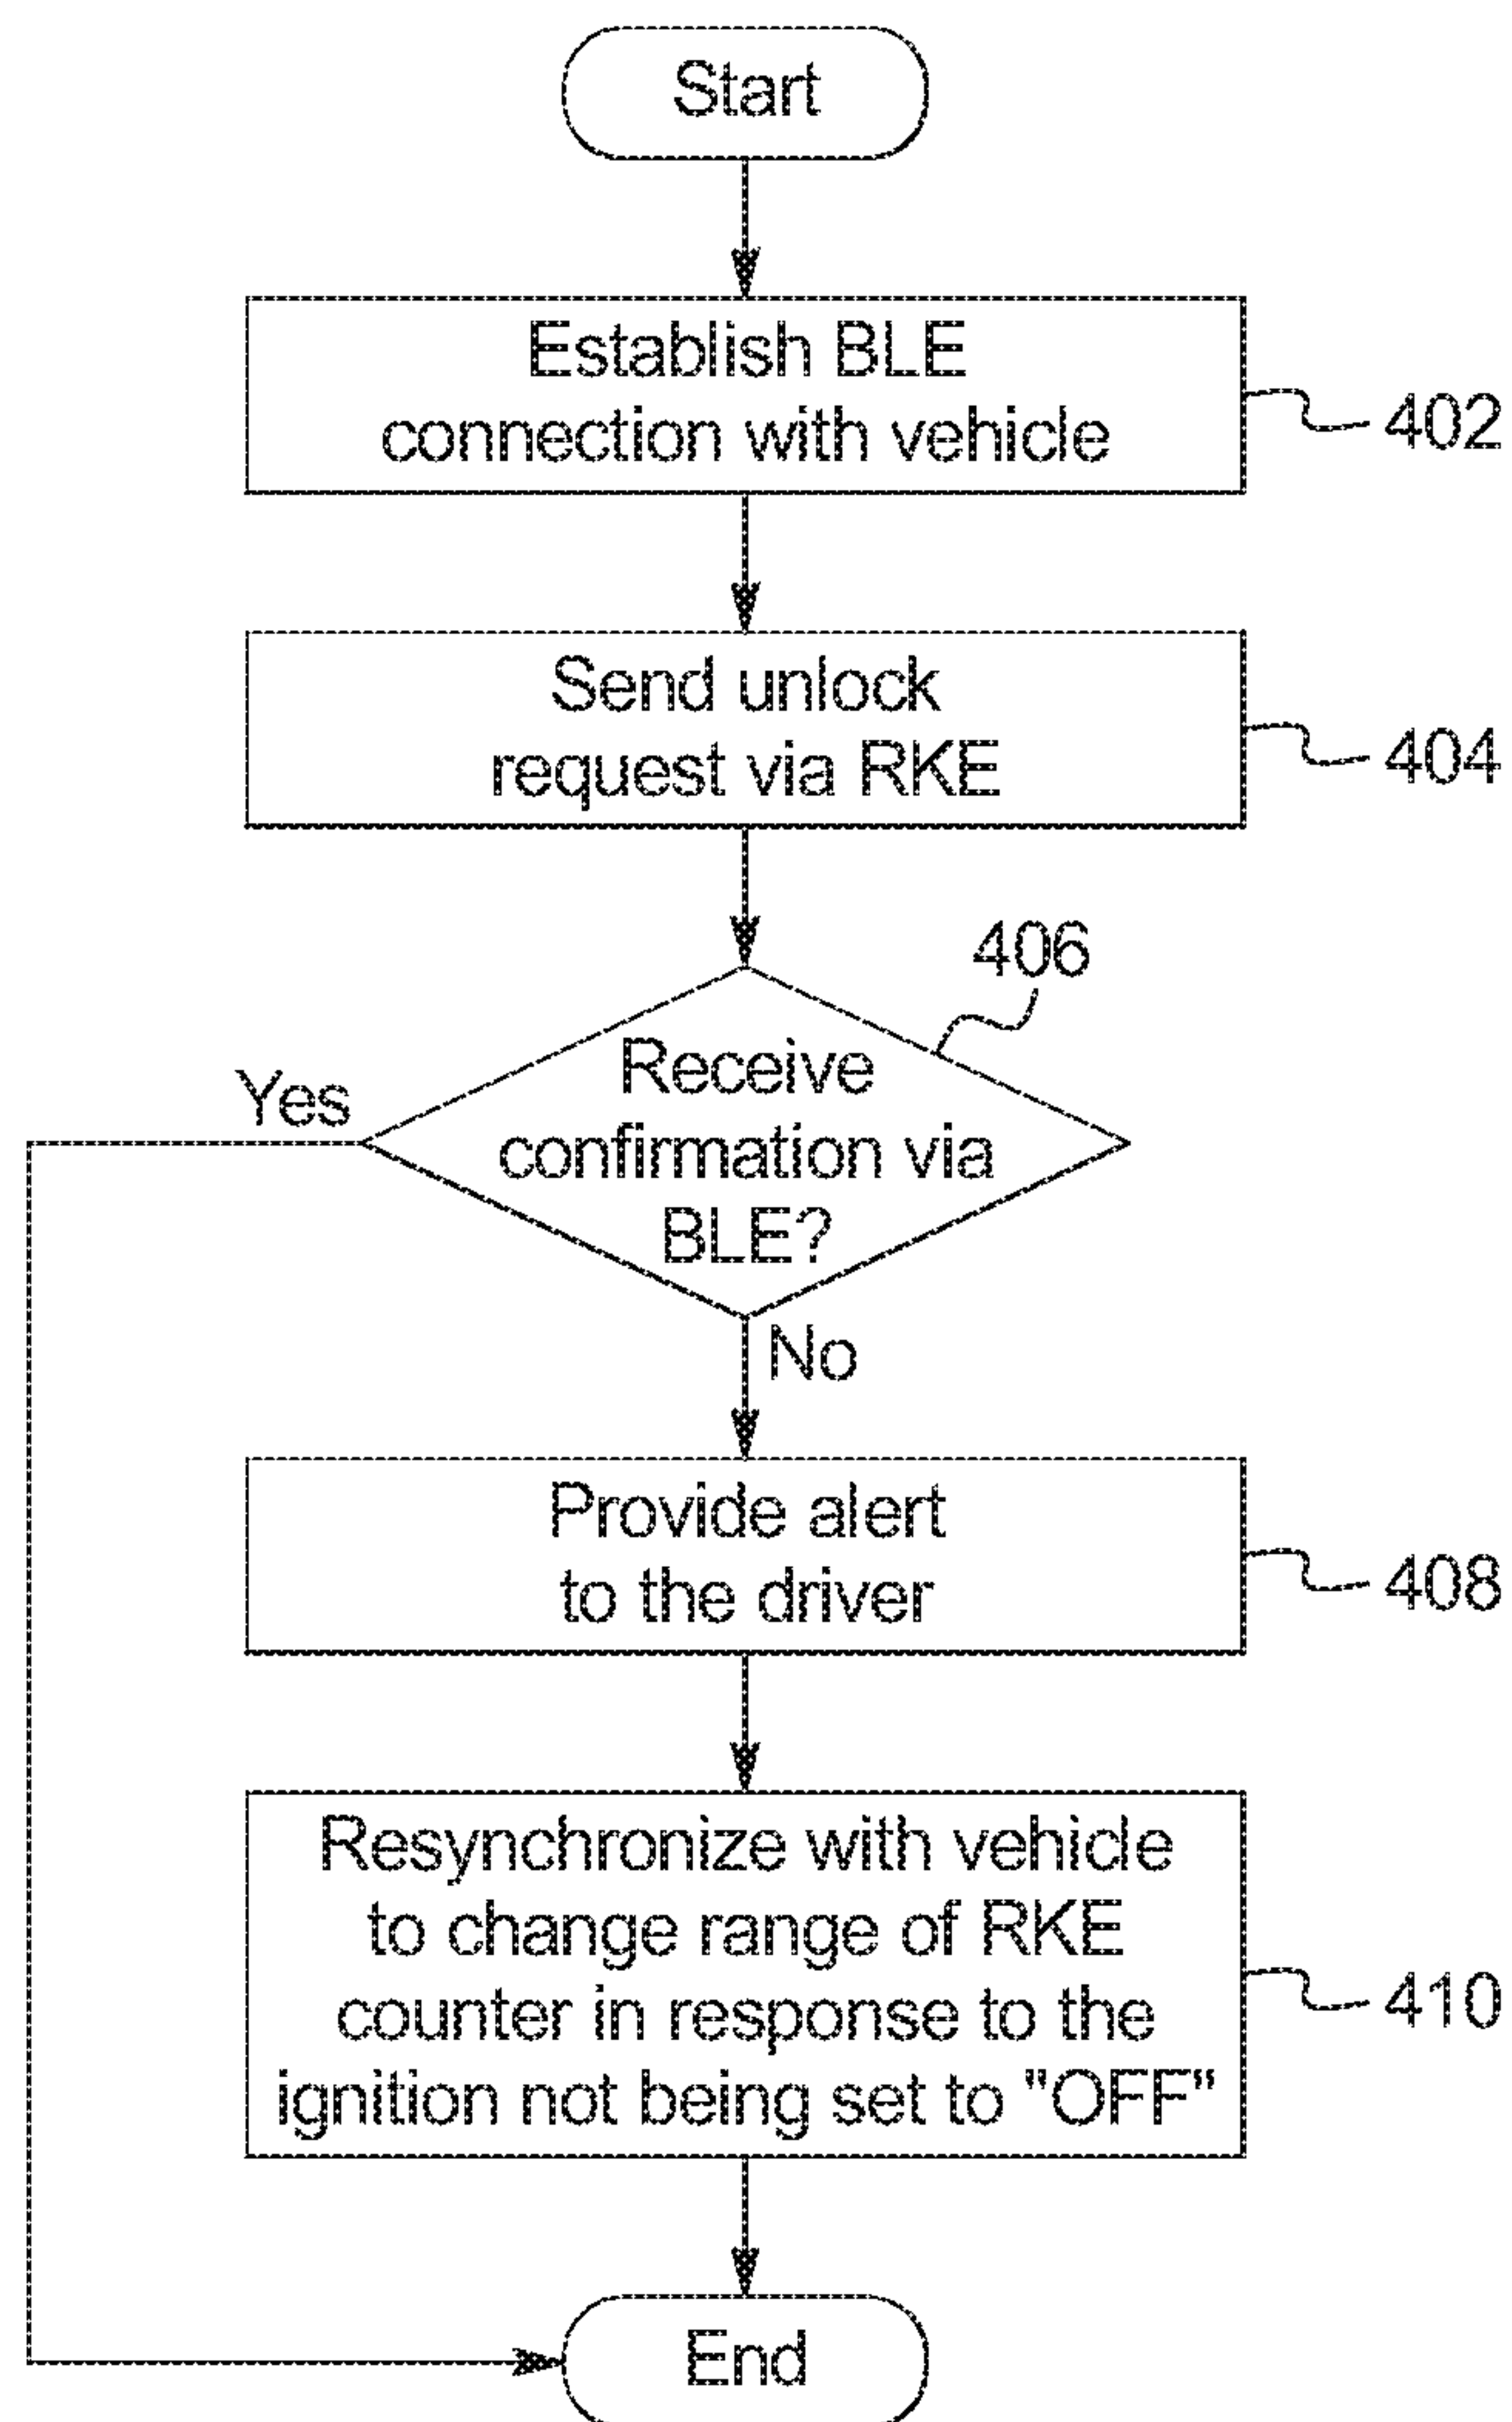 Start
Establish BLE
connection with vehicle
402
Send unlock
request via RKE
404
406
Receive
confirmation via
BLE?
Yes
No
Provide alert
to the driver
408
Resynchronize with vehicle
to change range of RKE
counter in response to the
ignition not being set to "OFF"
410
End